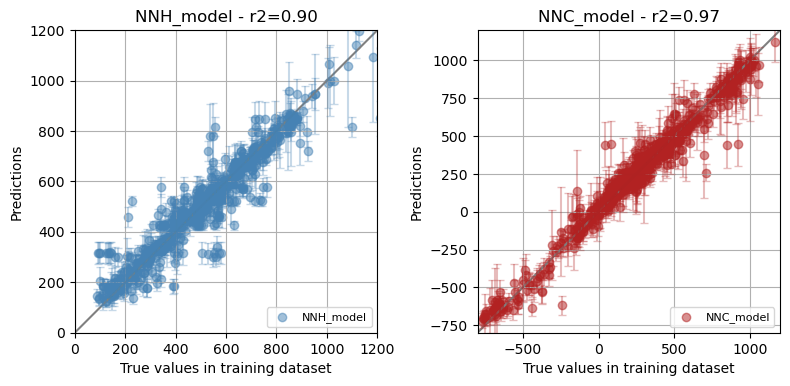 NNH_model - r2=0.90
1200
1000
800
600
400
200
0
Predictions
0 200 400 600 800 1000 1200
True values in training dataset
NNH_model
NNC_model - r2=0.97
1000
750
500
250
0
−250
−500
−750
Predictions
−500 0 500 1000
True values in training dataset
NNC_model